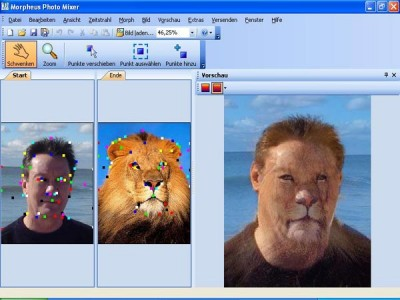 Morpheus Photo Mixer
Datei Bearbeiten Ansicht Zeitstrahl Morph Bild Vorschau Extras Versenden Fenster Hilfe
Bild laden... 46,25%
Schwenken Zoom Punkte verschieben Punkt auswählen Punkte hinzu.
Start Ende Vorschau